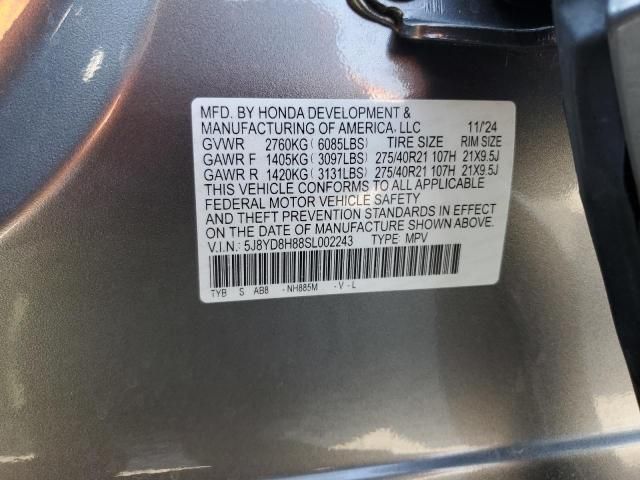 MFD. BY HONDA DEVELOPMENT &
MANUFACTURING OF AMERICA, LLC 11/24
GVWR 2760KG(6085LBS) TIRE SIZE RIM SIZE
GAWR F 1405KG(3097LBS) 275/40R21 107H 21X9.5J
GAWR R 1420KG(3131LBS) 275/40R21 107H 21X9.5J
THIS VEHICLE CONFORMS TO ALL APPLICABLE
FEDERAL MOTOR VEHICLE SAFETY
AND THEFT PREVENTION STANDARDS IN EFFECT
ON THE DATE OF MANUFACTURE SHOWN ABOVE.
V.I.N.: 5J8YD8H88SL002243 TYPE: MPV
TYB S AB8 -NH885M -V-L